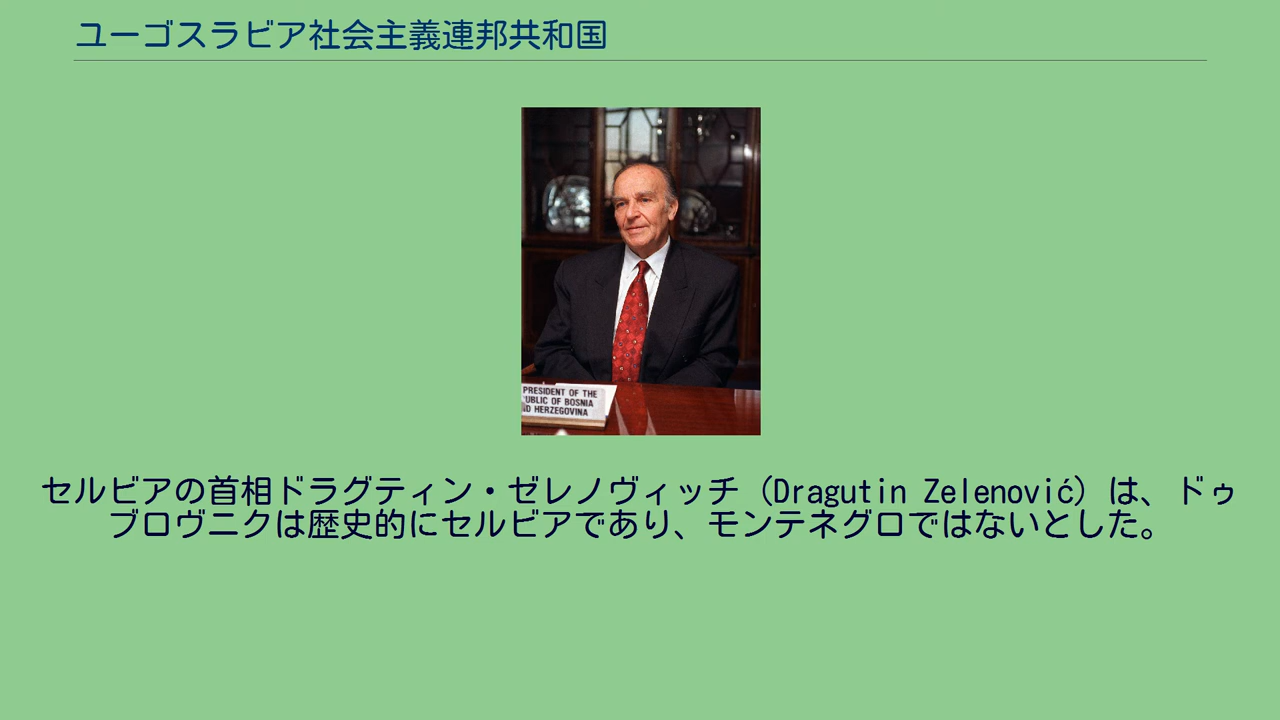 ユーゴスラビア社会主義連邦共和国
PRESIDENT OF THE
UBLIC OF BOSNIA
D HERZEGOVINA
セルビアの首相ドラグティン・ゼレノヴィッチ（Dragutin Zelenović）は、ドゥ
ブロヴニクは歴史的にセルビアであり、モンテネグロではないとした。